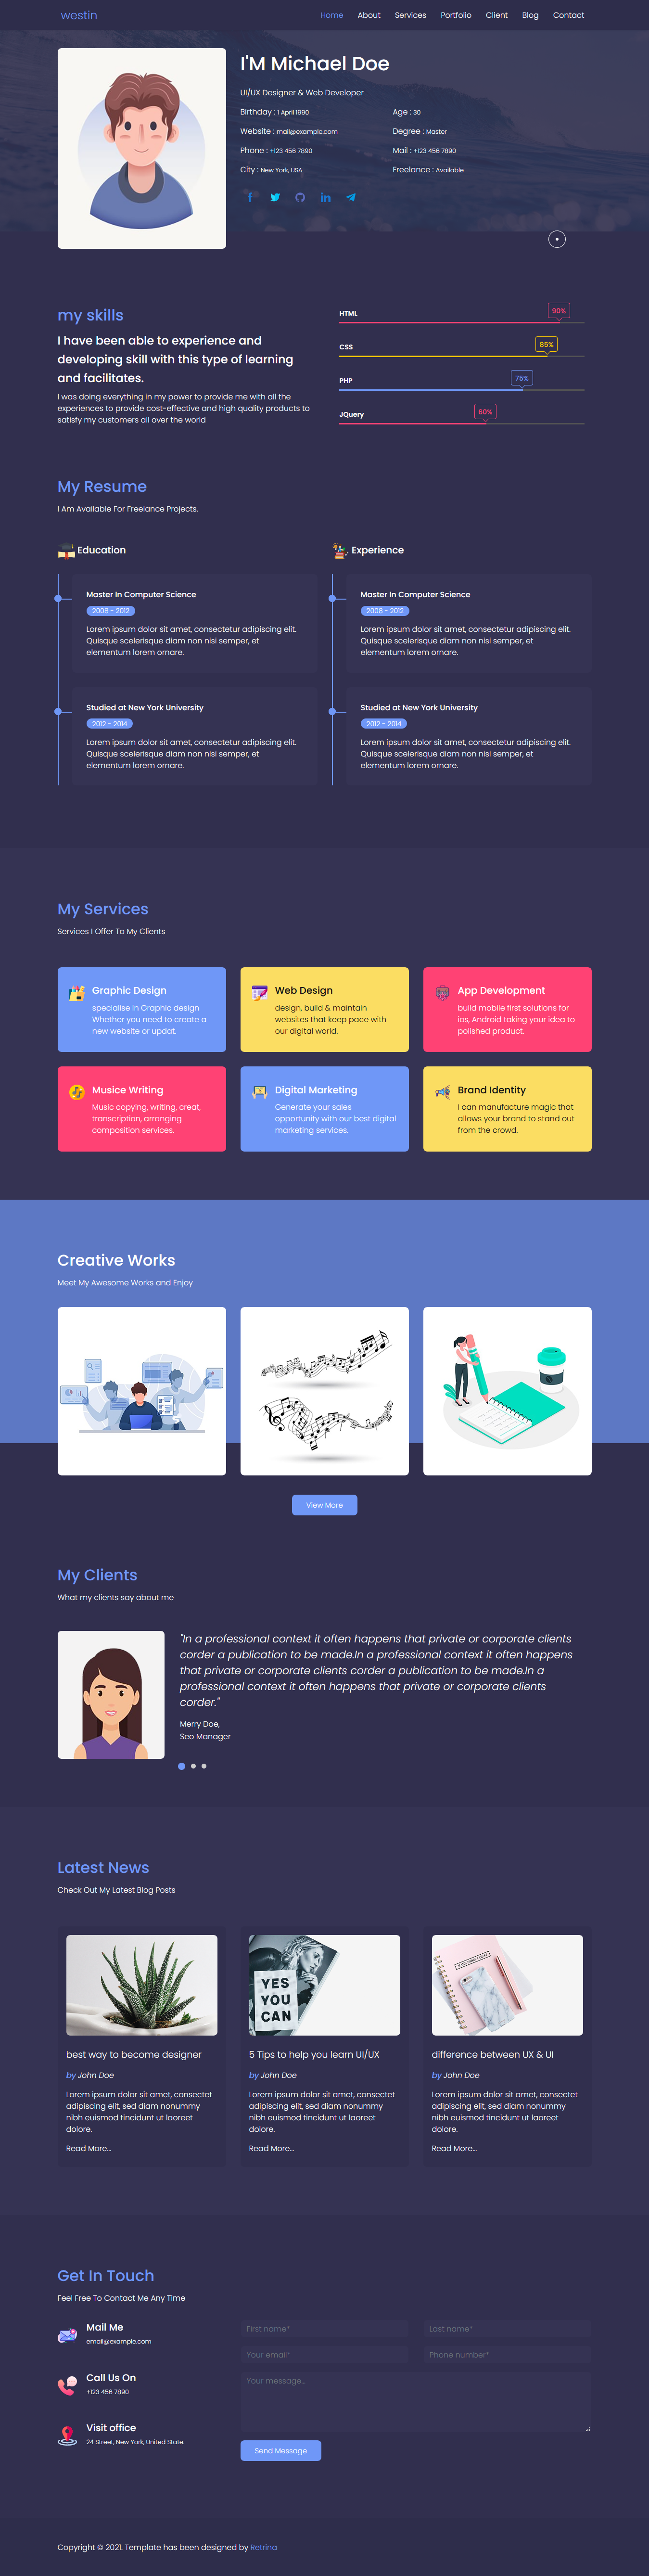 westin
Home About Services Portfolio Client Blog Contact
I'M Michael Doe
UI/UX Designer & Web Developer
Birthday : 1 April 1990
Age : 30
Website : mail@example.com
Degree : Master
Phone : +123 456 7890
Mail : +123 456 7890
City : New York, USA
Freelance : Available
my skills
I have been able to experience and
developing skill with this type of learning
and facilitates.
I was doing everything in my power to provide me with all the
experiences to provide cost-effective and high quality products to
satisfy my customers all over the world
HTML
90%
CSS
85%
PHP
75%
JQuery
60%
My Resume
I Am Available For Freelance Projects.
Education
Master In Computer Science
2008 - 2012
Lorem ipsum dolor sit amet, consectetur adipiscing elit.
Quisque scelerisque diam non nisi semper, et
elementum lorem ornare.
Studied at New York University
2012 - 2014
Lorem ipsum dolor sit amet, consectetur adipiscing elit.
Quisque scelerisque diam non nisi semper, et
elementum lorem ornare.
Experience
Master In Computer Science
2008 - 2012
Lorem ipsum dolor sit amet, consectetur adipiscing elit.
Quisque scelerisque diam non nisi semper, et
elementum lorem ornare.
Studied at New York University
2012 - 2014
Lorem ipsum dolor sit amet, consectetur adipiscing elit.
Quisque scelerisque diam non nisi semper, et
elementum lorem ornare.
My Services
Services I Offer To My Clients
Graphic Design
specialise in Graphic design
Whether you need to create a
new website or updat.
Web Design
design, build & maintain
websites that keep pace with
our digital world.
App Development
build mobile first solutions for
ios, Android taking your idea to
polished product.
Musice Writing
Music copying, writing, creat,
transcription, arranging
composition services.
Digital Marketing
Generate your sales
opportunity with our best digital
marketing services.
Brand Identity
I can manufacture magic that
allows your brand to stand out
from the crowd.
Creative Works
Meet My Awesome Works and Enjoy
View More
My Clients
What my clients say about me
"In a professional context it often happens that private or corporate clients
corder a publication to be made.In a professional context it often happens
that private or corporate clients corder a publication to be made.In a
professional context it often happens that private or corporate clients
corder."
Merry Doe,
Seo Manager
Latest News
Check Out My Latest Blog Posts
best way to become designer
by John Doe
Lorem ipsum dolor sit amet, consectet
adipiscing elit, sed diam nonummy
nibh euismod tincidunt ut laoreet
dolore.
Read More...
YES
YOU
CAN
5 Tips to help you learn UI/UX
by John Doe
Lorem ipsum dolor sit amet, consectet
adipiscing elit, sed diam nonummy
nibh euismod tincidunt ut laoreet
dolore.
Read More...
difference between UX & UI
by John Doe
Lorem ipsum dolor sit amet, consectet
adipiscing elit, sed diam nonummy
nibh euismod tincidunt ut laoreet
dolore.
Read More...
Get In Touch
Feel Free To Contact Me Any Time
Mail Me
email@example.com
Call Us On
+123 456 7890
Visit office
24 Street, New York, United State.
First name*
Last name*
Your email*
Phone number*
Your message...
Send Message
Copyright © 2021. Template has been designed by Retrina